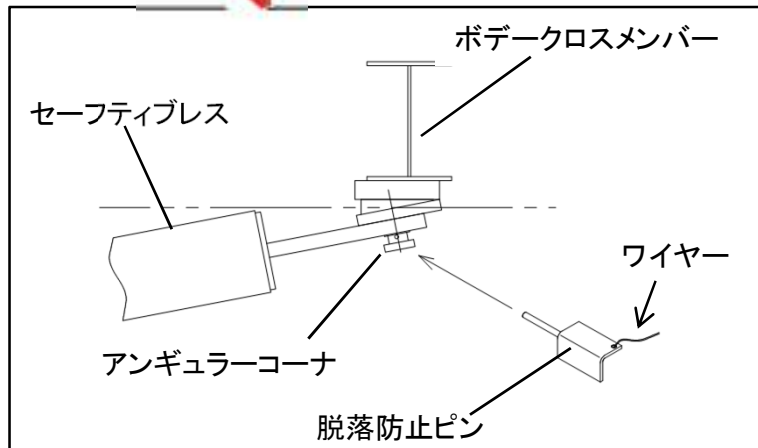 ボデークロスメンバー
セーフティブレス
ワイヤー
アンギュラーコーナ
脱落防止ピン